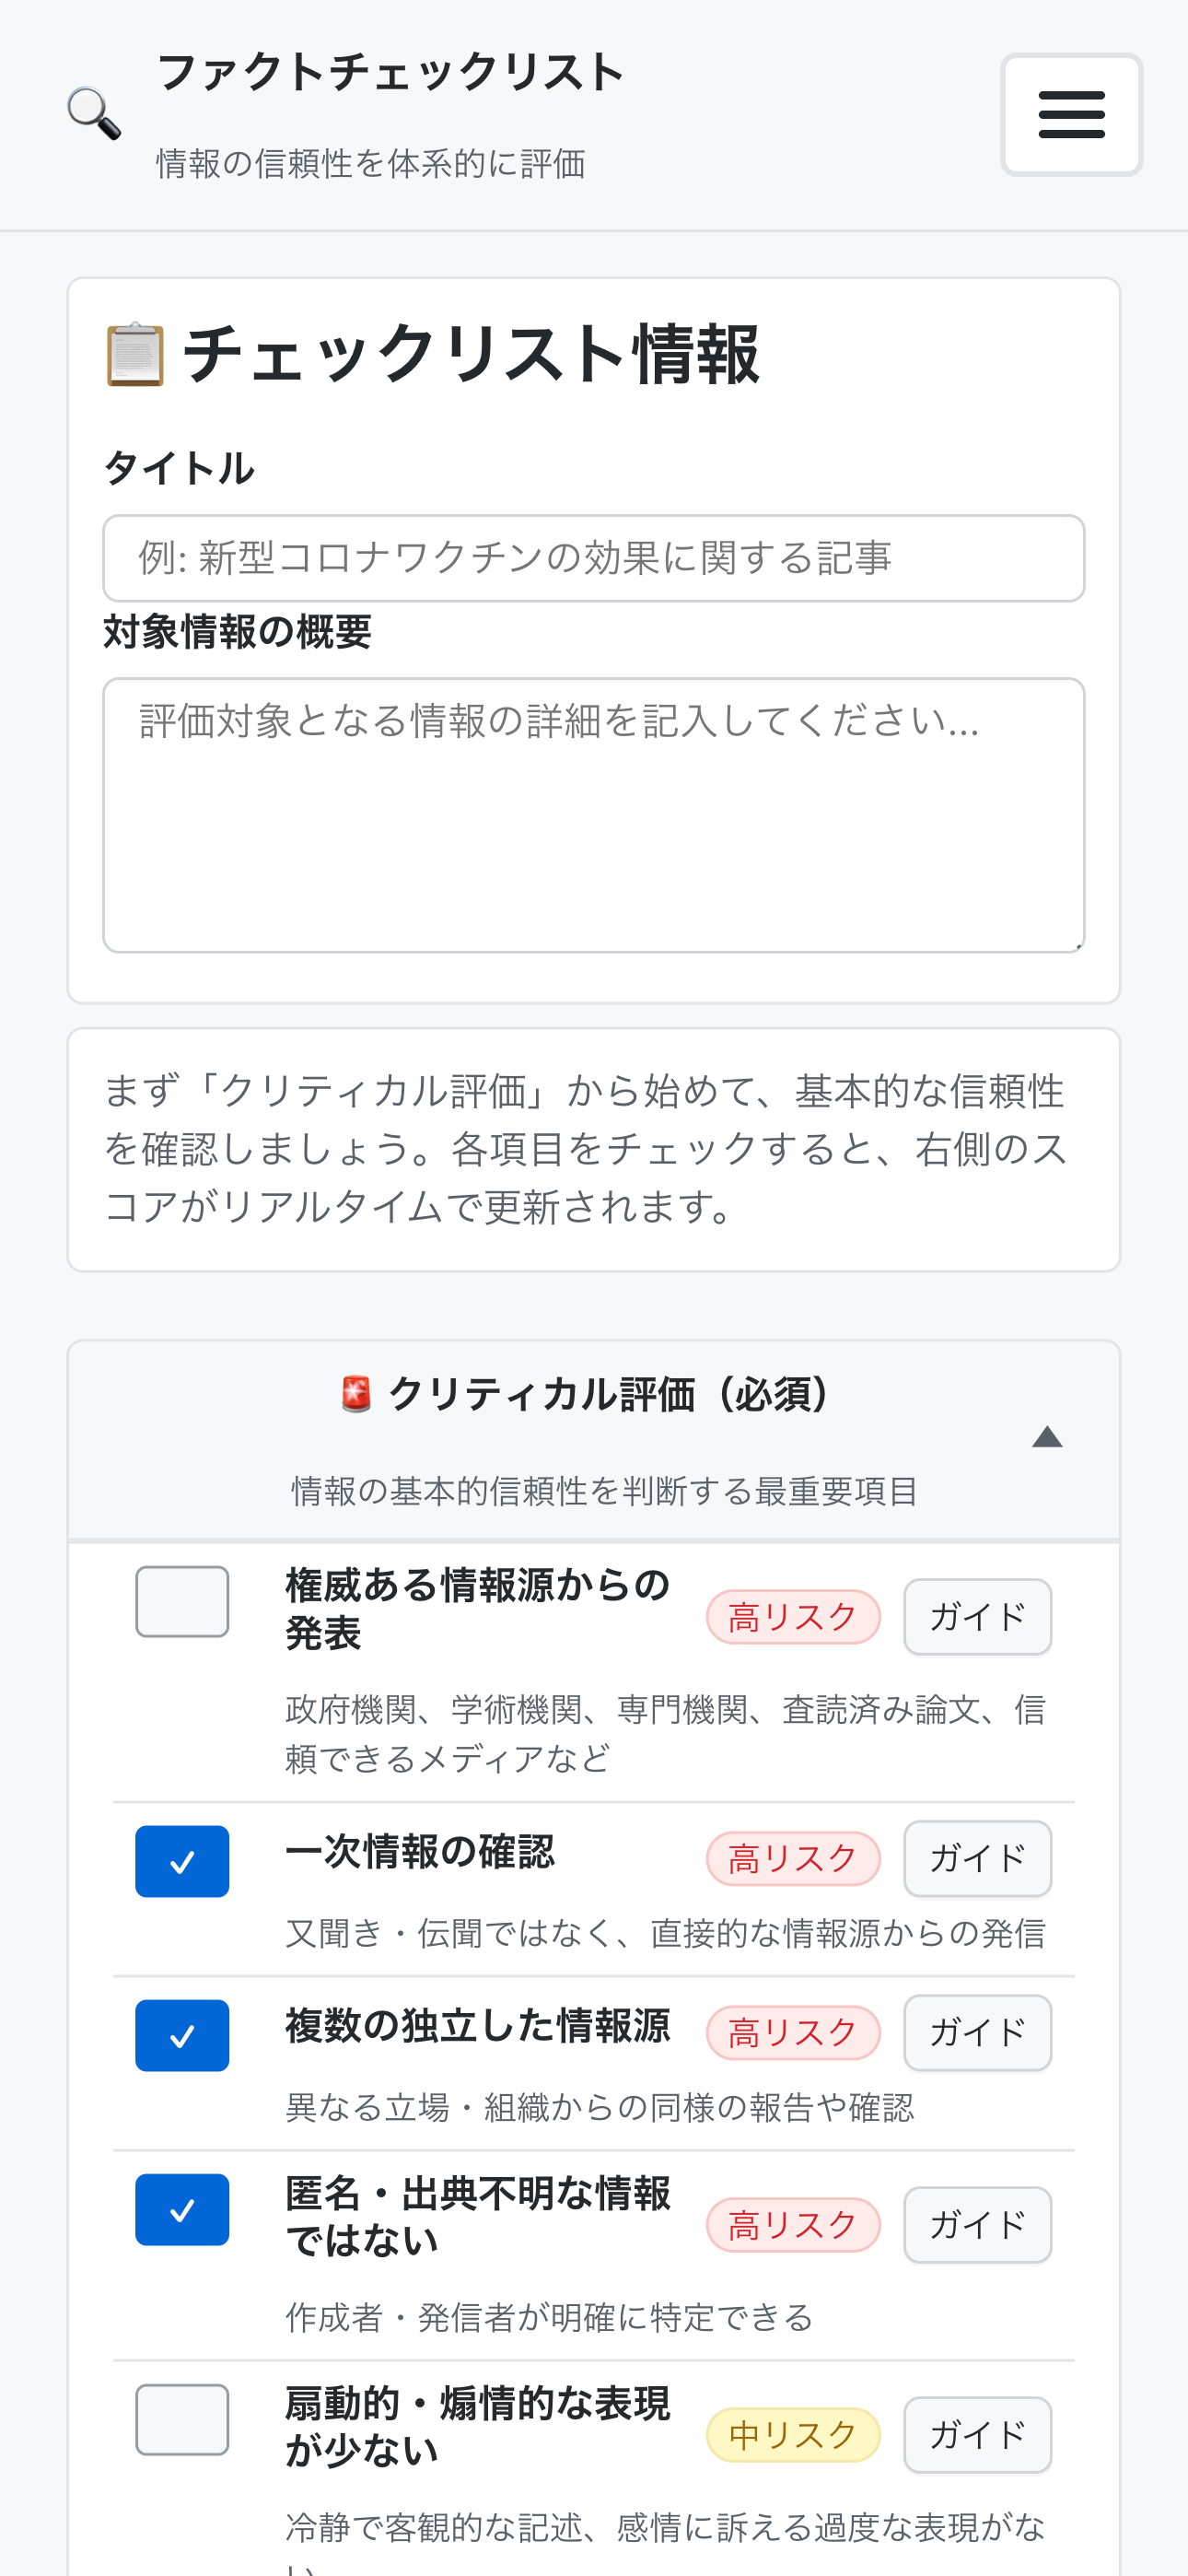 ファクトチェックリスト
情報の信頼性を体系的に評価
チェックリスト情報
タイトル
例: 新型コロナワクチンの効果に関する記事
対象情報の概要
評価対象となる情報の詳細を記入してください...
まず「クリティカル評価」から始めて、基本的な信頼性
を確認しましょう。各項目をチェックすると、右側のス
コアがリアルタイムで更新されます。
クリティカル評価（必須）
情報の基本的信頼性を判断する最重要項目
権威ある情報源からの
発表
高リスク
ガイド
政府機関、学術機関、専門機関、査読済み論文、信
頼できるメディアなど
一次情報の確認
高リスク
ガイド
又聞き・伝聞ではなく、直接的な情報源からの発信
複数の独立した情報源
高リスク
ガイド
異なる立場・組織からの同様の報告や確認
匿名・出典不明な情報
ではない
高リスク
ガイド
作成者・発信者が明確に特定できる
扇動的・煽情的な表現
が少ない
中リスク
ガイド
冷静で客観的な記述、感情に訴える過度な表現がな